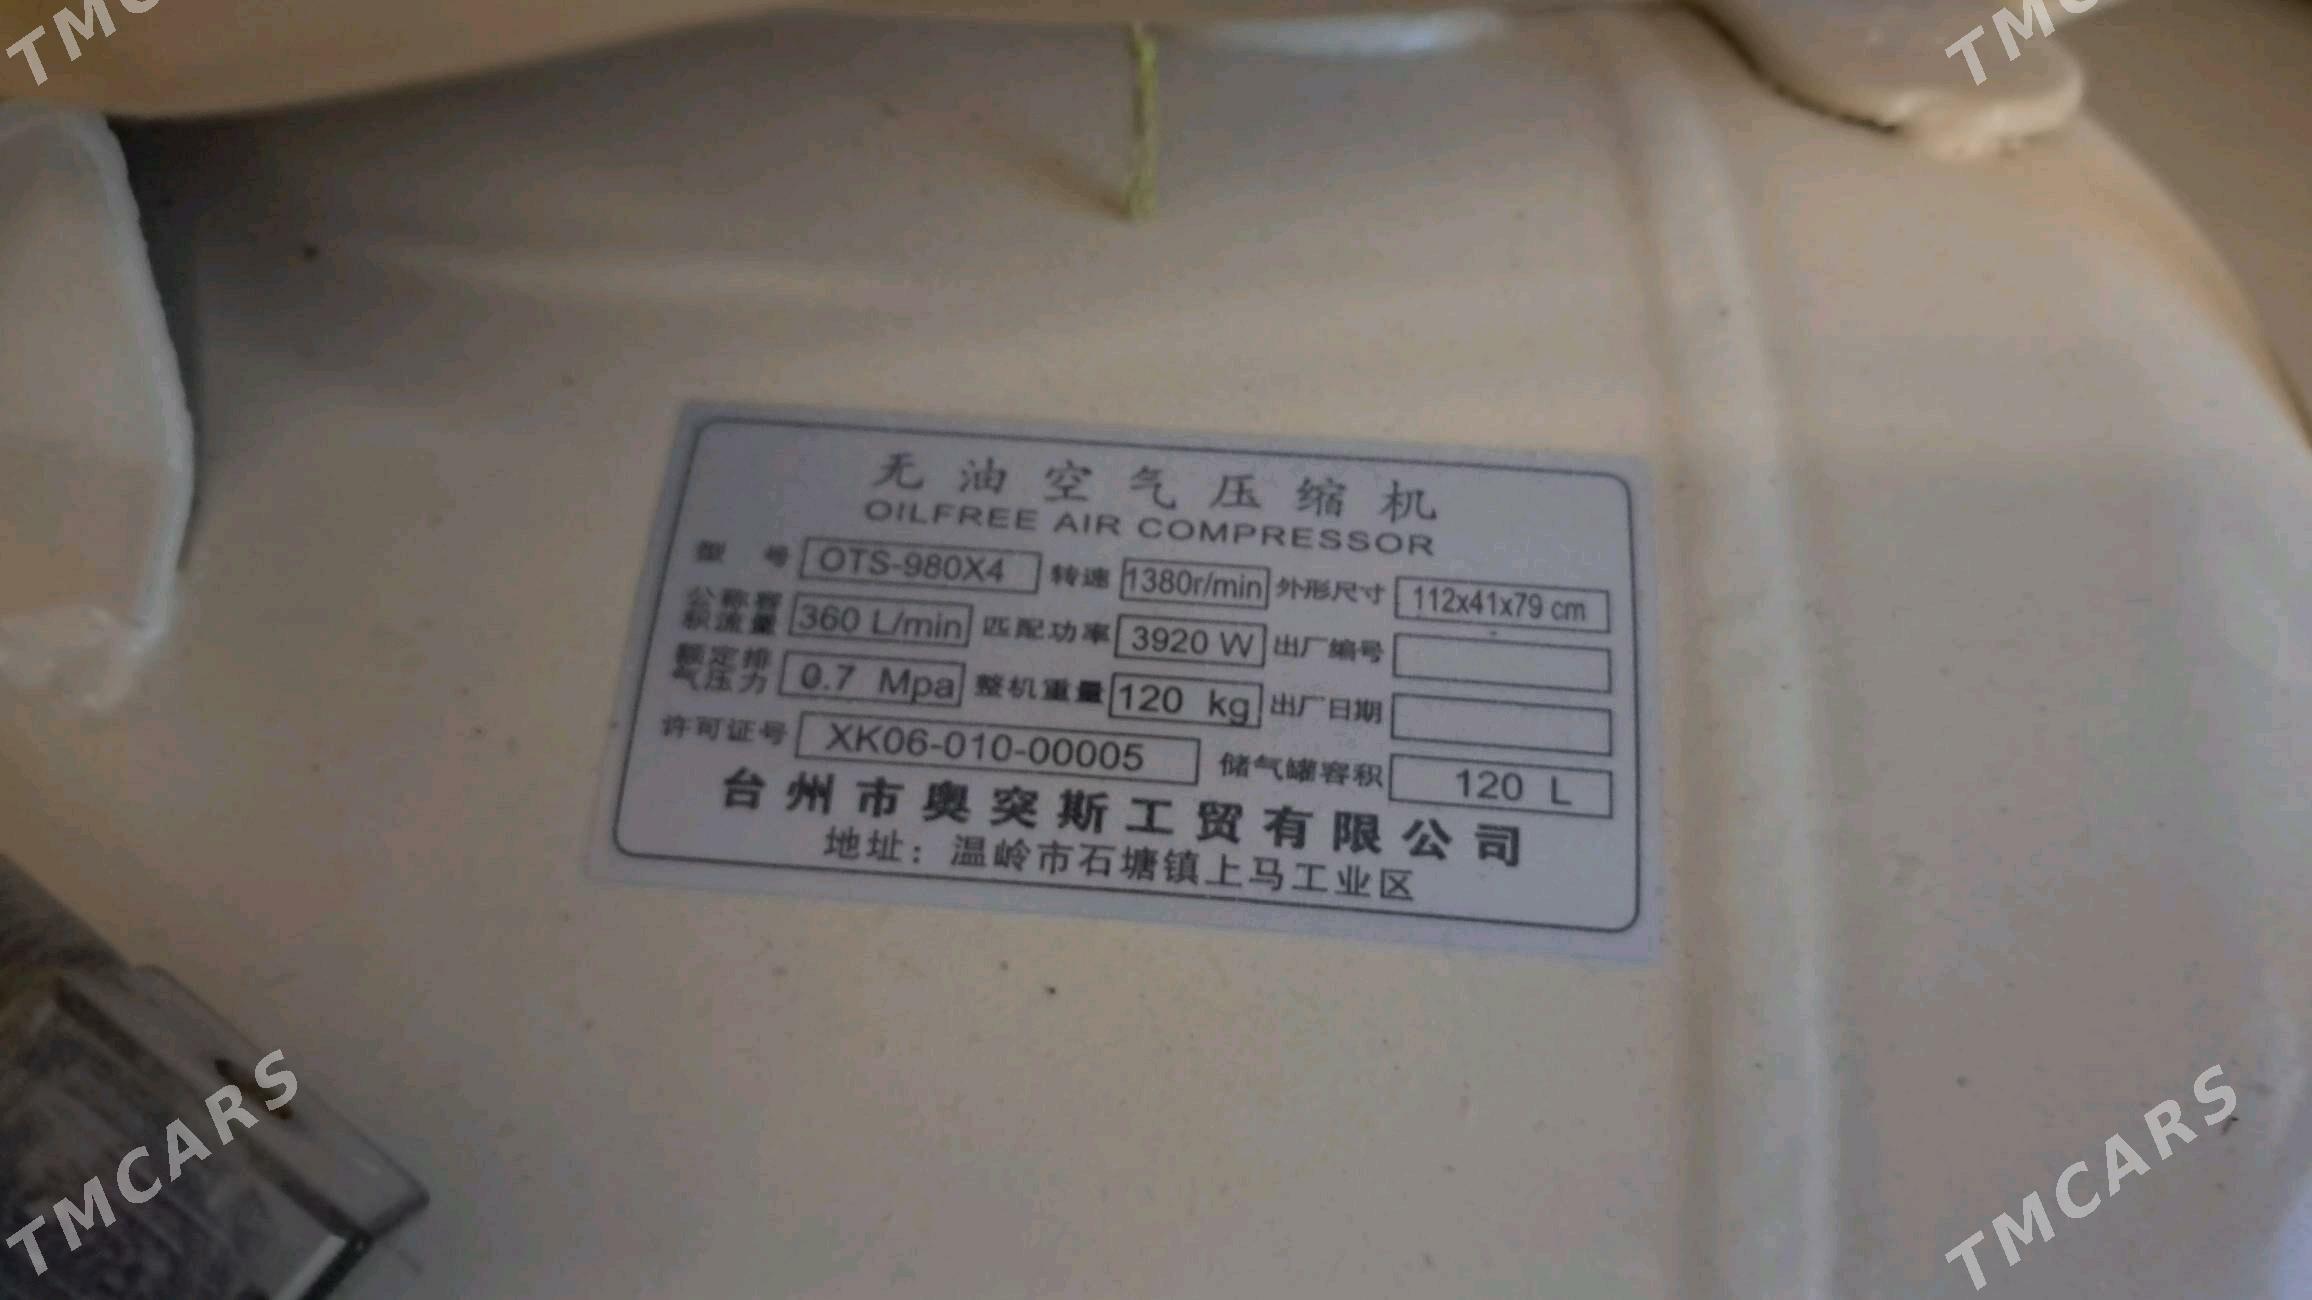 TMC
TMC
无油空气压缩机
OILFREE AIR COMPRESSOR
型 号 OTS-980X4 转速 1380r/min 外形尺寸 112x41x79 cm
公称容积流量 360 L/min 匹配功率 3920 W 出厂编号
额定排气压力 0.7 Mpa 整机重量 120 kg 出厂日期
许可证号 XK06-010-00005 储气罐容积 120 L
台州市奥突斯工贸有限公司
地址：温岭市石塘镇上马工业区
TMCARS
TMCARS